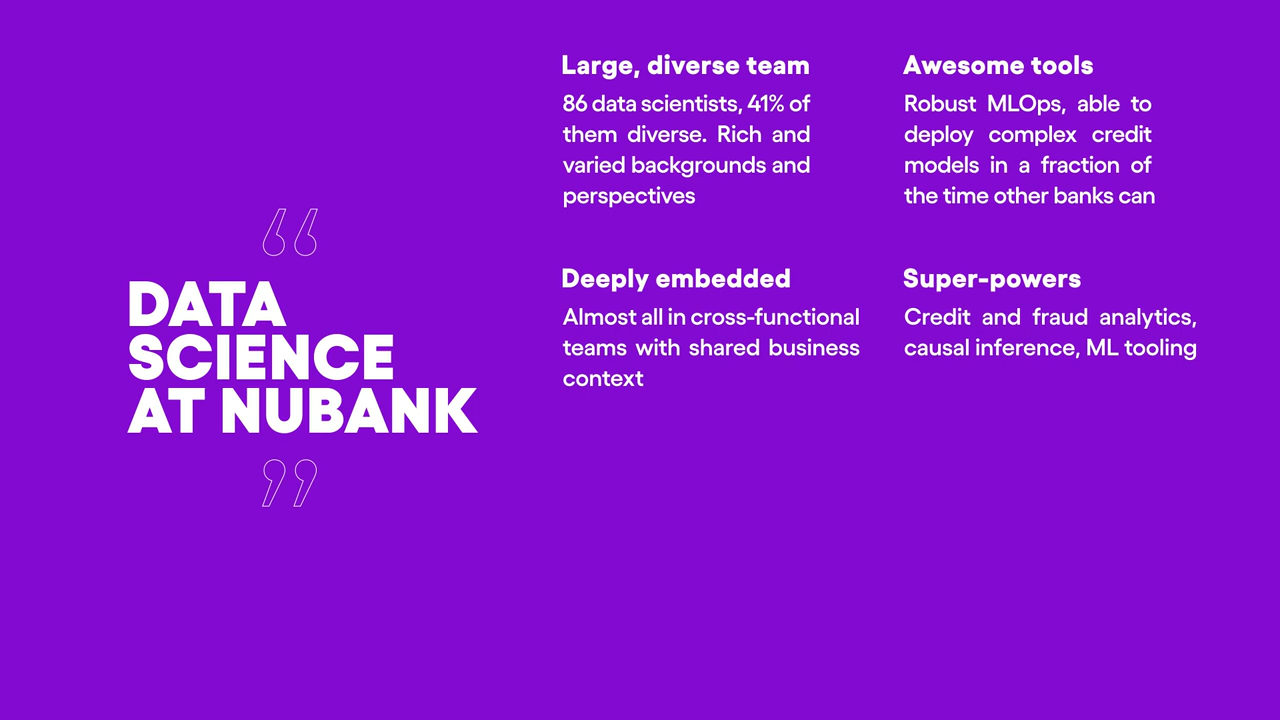 “
DATA
SCIENCE
AT NUBANK
”
Large, diverse team
86 data scientists, 41% of
them diverse. Rich and
varied backgrounds and
perspectives
Awesome tools
Robust MLOps, able to
deploy complex credit
models in a fraction of
the time other banks can
Deeply embedded
Almost all in cross-functional
teams with shared business
context
Super-powers
Credit and fraud analytics,
causal inference, ML tooling